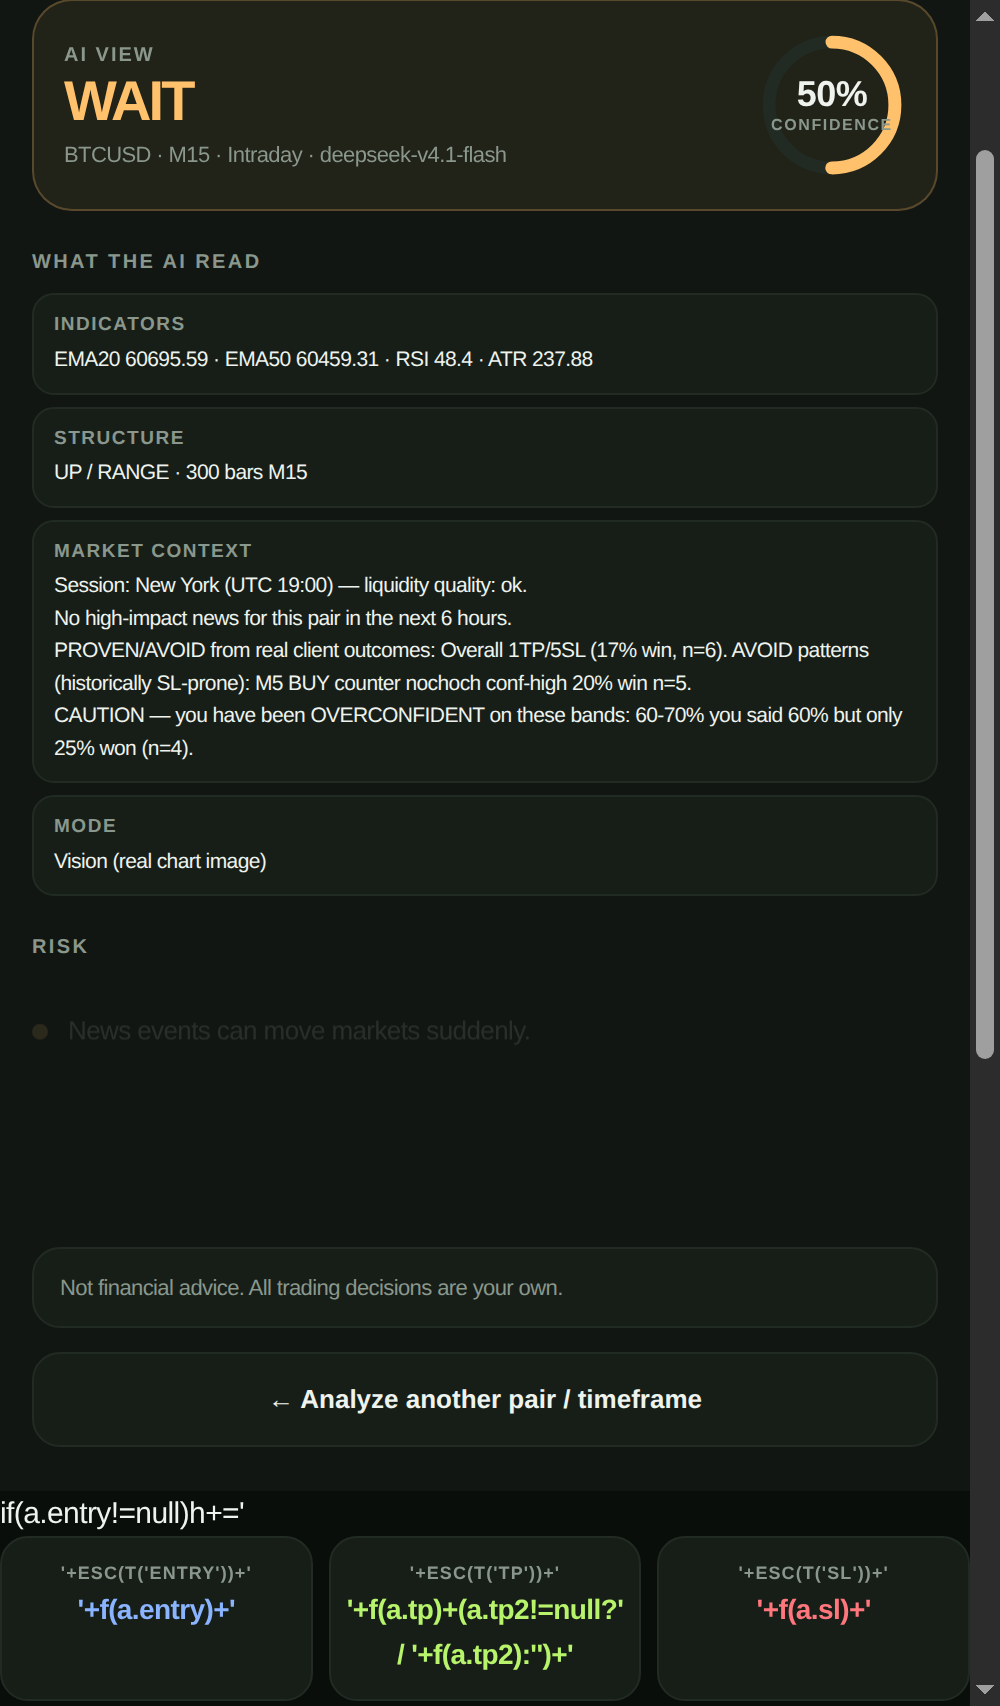 AI VIEW
WAIT
BTCUSD · M15 · Intraday · deepseek-v4.1-flash
50%
CONFIDENCE
WHAT THE AI READ
INDICATORS
EMA20 60695.59 · EMA50 60459.31 · RSI 48.4 · ATR 237.88
STRUCTURE
UP / RANGE · 300 bars M15
MARKET CONTEXT
Session: New York (UTC 19:00) — liquidity quality: ok.
No high-impact news for this pair in the next 6 hours.
PROVEN/AVOID from real client outcomes: Overall 1TP/5SL (17% win, n=6). AVOID patterns
(historically SL-prone): M5 BUY counter nochoch conf-high 20% win n=5.
CAUTION — you have been OVERCONFIDENT on these bands: 60-70% you said 60% but only
25% won (n=4).
MODE
Vision (real chart image)
RISK
News events can move markets suddenly.
Not financial advice. All trading decisions are your own.
← Analyze another pair / timeframe
if(a.entry!=null)h+='
'+ESC(T('ENTRY'))+'
'+f(a.entry)+'
'+ESC(T('TP'))+'
'+f(a.tp)+(a.tp2!=null?'
/ '+f(a.tp2):'')+'
'+ESC(T('SL'))+'
'+f(a.sl)+'